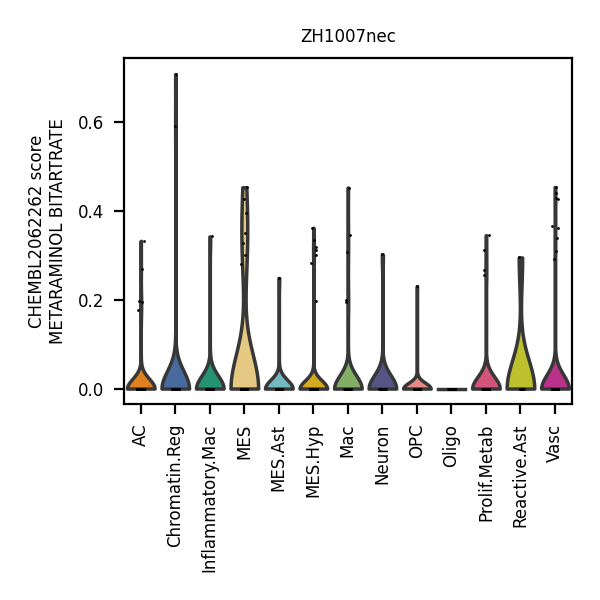 ZH1007nec
CHEMBL2062262 score
METARAMINOL BITARTRATE
0.6
0.4
0.2
0.0
AC
Chromatin.Reg
Inflammatory.Mac
MES
MES.Ast
MES.Hyp
Mac
Neuron
OPC
Oligo
Prolif.Metab
Reactive.Ast
Vasc